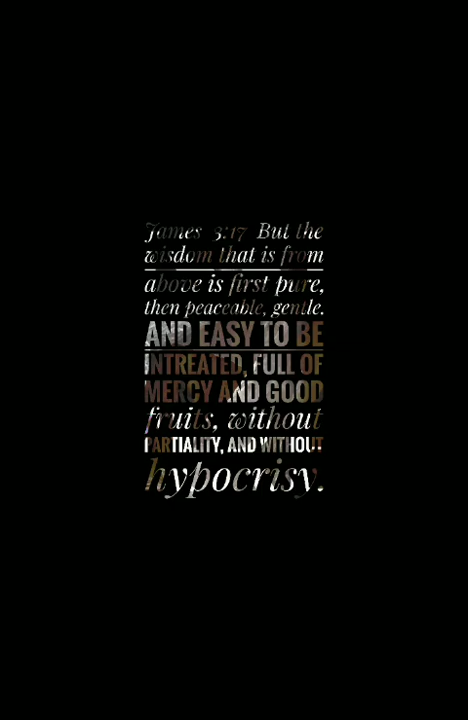 James 3:17 But the
wisdom that is from
above is first pure,
then peaceable, gentle.
AND EASY TO BE
INTREATED, FULL OF
MERCY AND GOOD
fruits, without
PARTIALITY, AND WITHOUT
hypocrisy.